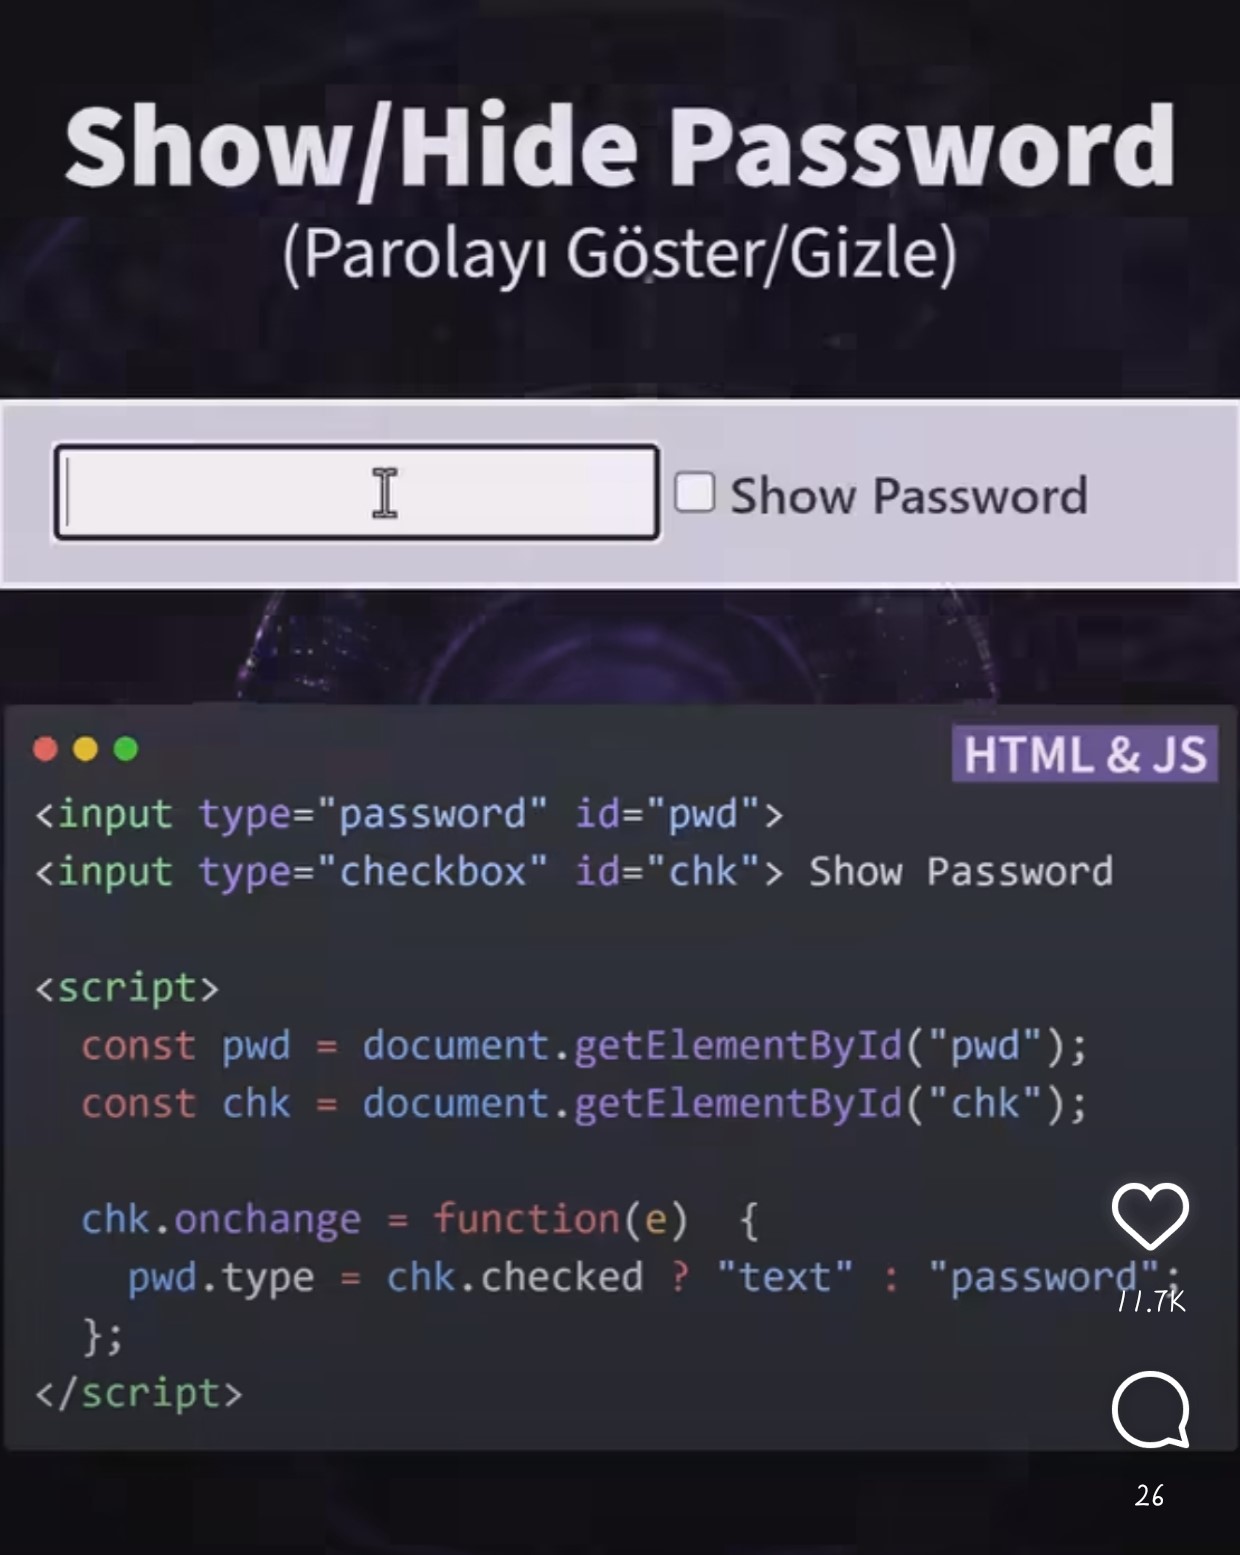 Show/Hide Password
(Parolayı Göster/Gizle)
Show Password
HTML & JS
<input type="password" id="pwd">
<input type="checkbox" id="chk"> Show Password
<script>
const pwd = document.getElementById("pwd");
const chk = document.getElementById("chk");
chk.onchange = function(e)  {
pwd.type = chk.checked ? "text" : "password";
};
</script>
11.7K
26